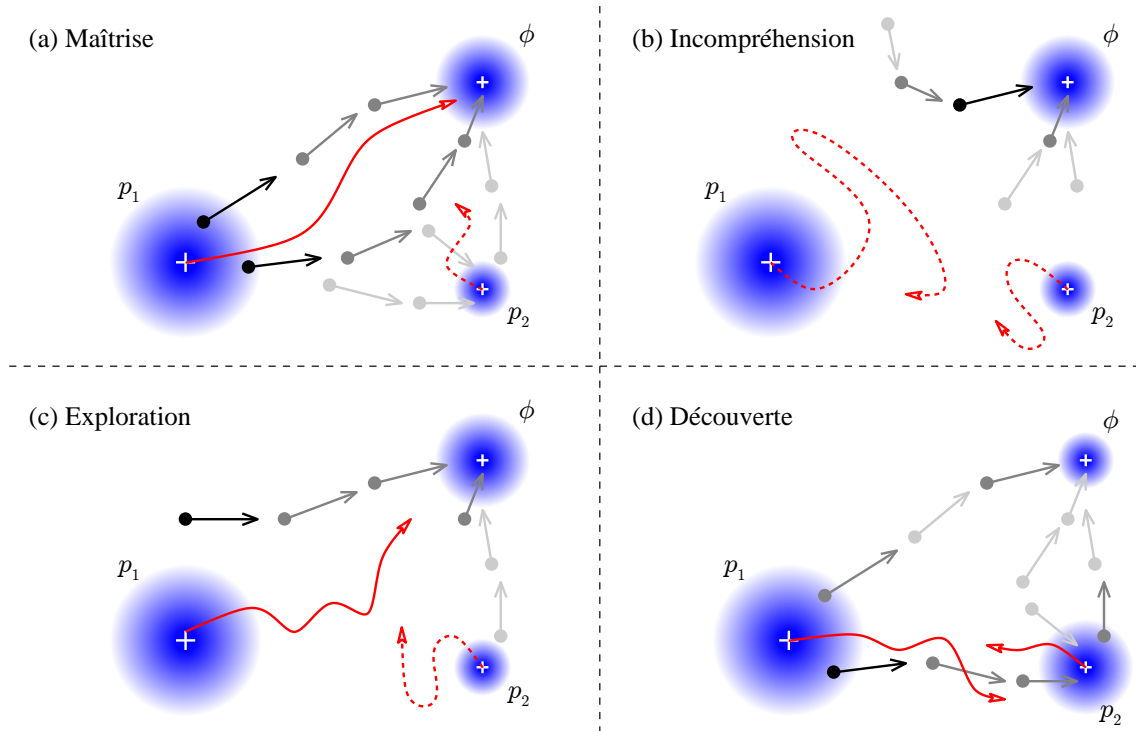 (a) Maîtrise
ϕ
p1
p2
(b) Incompréhension
ϕ
p1
p2
(c) Exploration
ϕ
p1
p2
(d) Découverte
ϕ
p1
p2